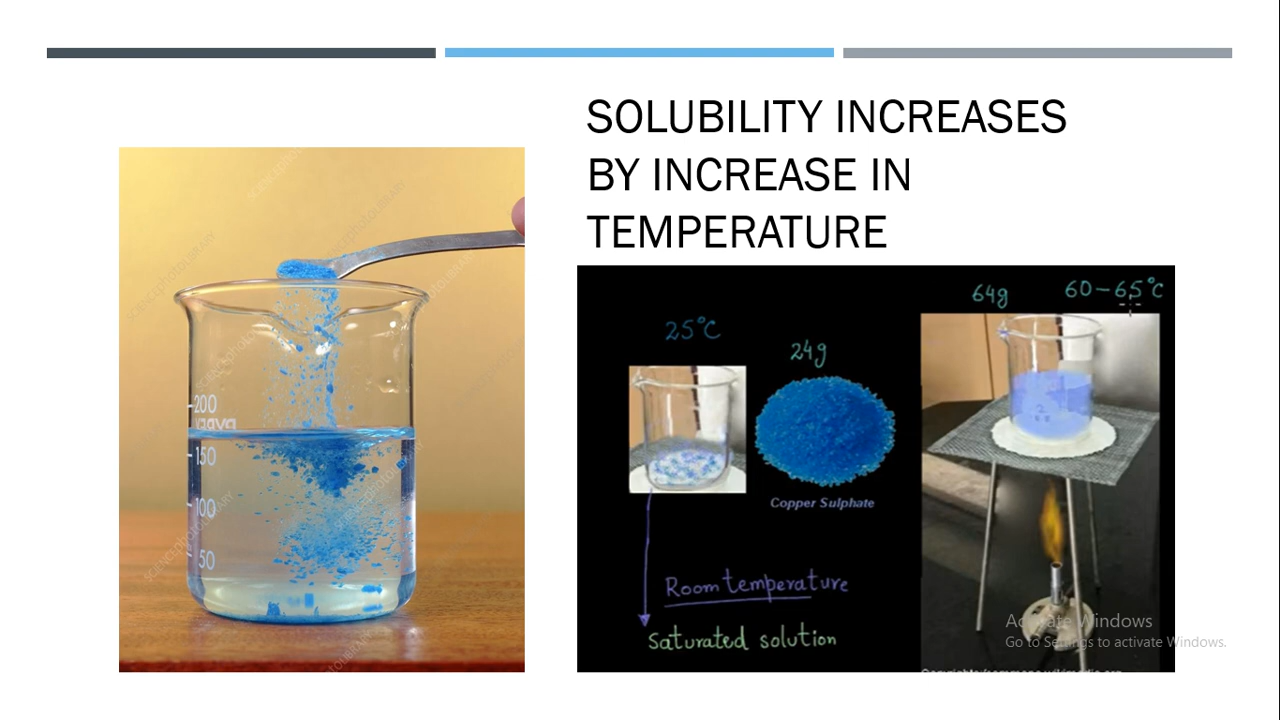 SOLUBILITY INCREASES
BY INCREASE IN
TEMPERATURE
200
150
100
50
SCIENCEphotoLIBRARY
25°C
24g
Copper Sulphate
64g
60-65°C
Room temperature
Saturated solution
Activate Windows
Go to Settings to activate Windows.